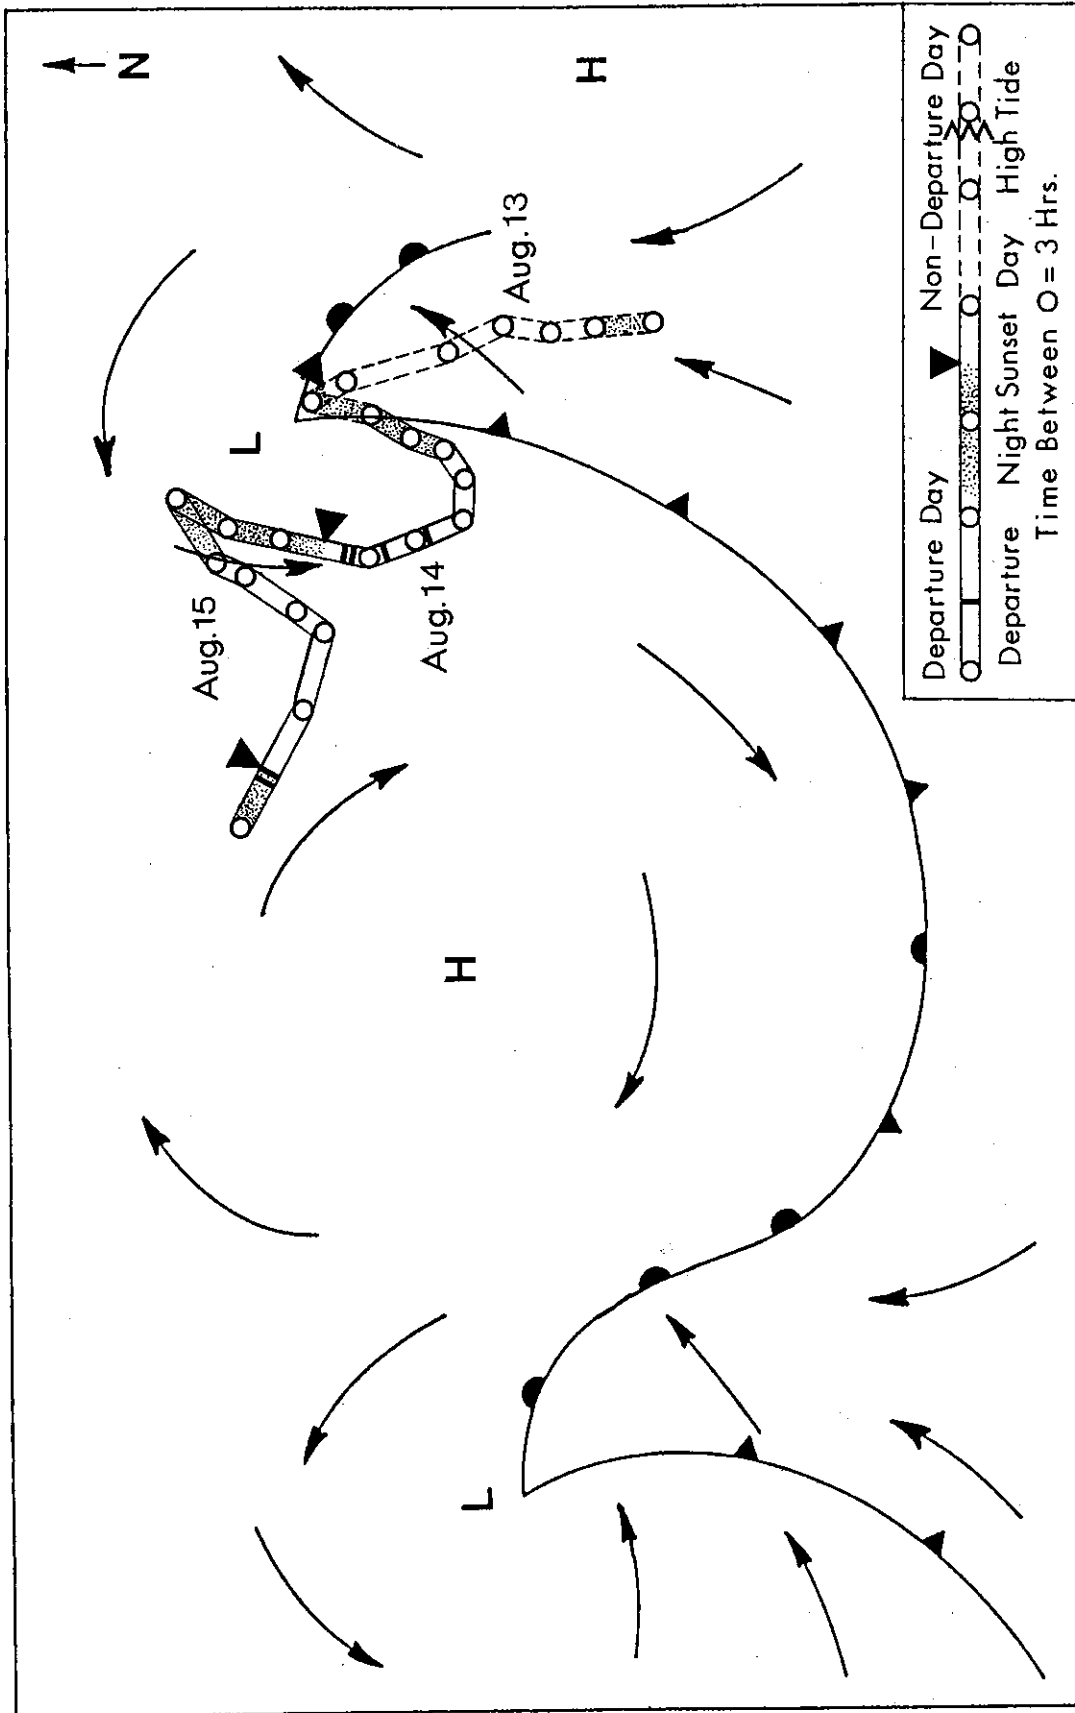 N
H
L
Aug. 13
Aug. 14
Aug. 15
H
L
Departure Day Non-Departure Day
Departure Night Sunset Day High Tide
Time Between O = 3 Hrs.